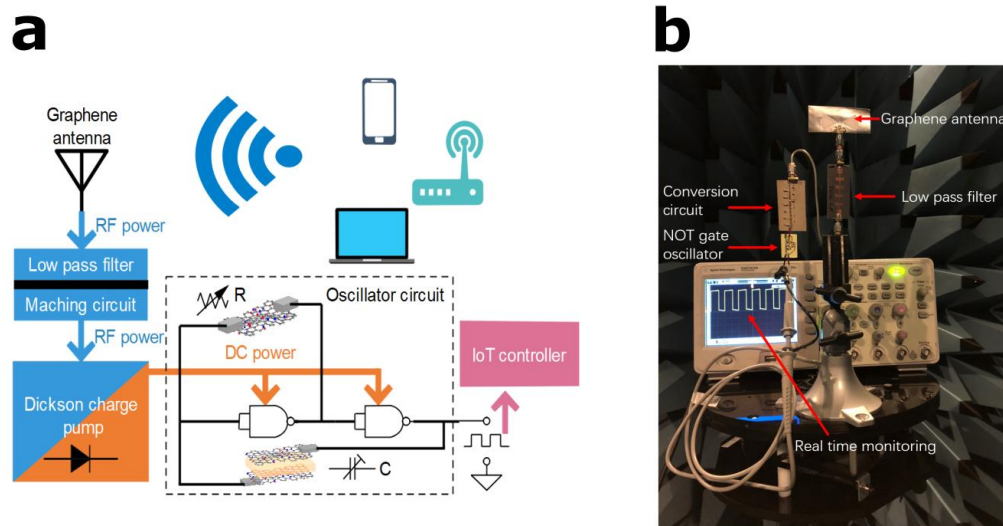 a
Graphene
antenna
RF power
Low pass filter
Maching circuit
RF power
Dickson charge
pump
R
Oscillator circuit
DC power
C
IoT controller
b
Graphene antenna
Conversion
circuit
Low pass filter
NOT gate
oscillator
Real time monitoring